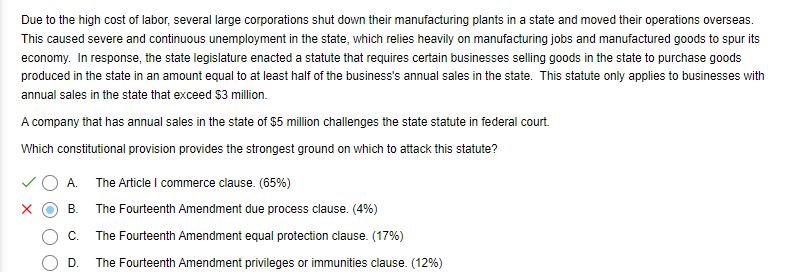 Due to the high cost of labor, several large corporations shut down their manufacturing plants in a state and moved their operations overseas.
This caused severe and continuous unemployment in the state, which relies heavily on manufacturing jobs and manufactured goods to spur its
economy. In response, the state legislature enacted a statute that requires certain businesses selling goods in the state to purchase goods
produced in the state in an amount equal to at least half of the business's annual sales in the state. This statute only applies to businesses with
annual sales in the state that exceed $3 million.
A company that has annual sales in the state of $5 million challenges the state statute in federal court.
Which constitutional provision provides the strongest ground on which to attack this statute?
A. The Article I commerce clause. (65%)
B. The Fourteenth Amendment due process clause. (4%)
C. The Fourteenth Amendment equal protection clause. (17%)
D. The Fourteenth Amendment privileges or immunities clause. (12%)